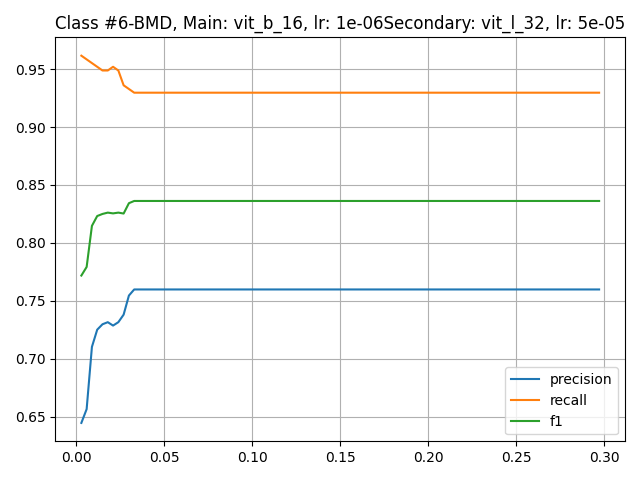 Class #6-BMD, Main: vit_b_16, lr: 1e-06Secondary: vit_l_32, lr: 5e-05
0.95
0.90
0.85
0.80
0.75
0.70
0.65
precision
recall
f1
0.00 0.05 0.10 0.15 0.20 0.25 0.30